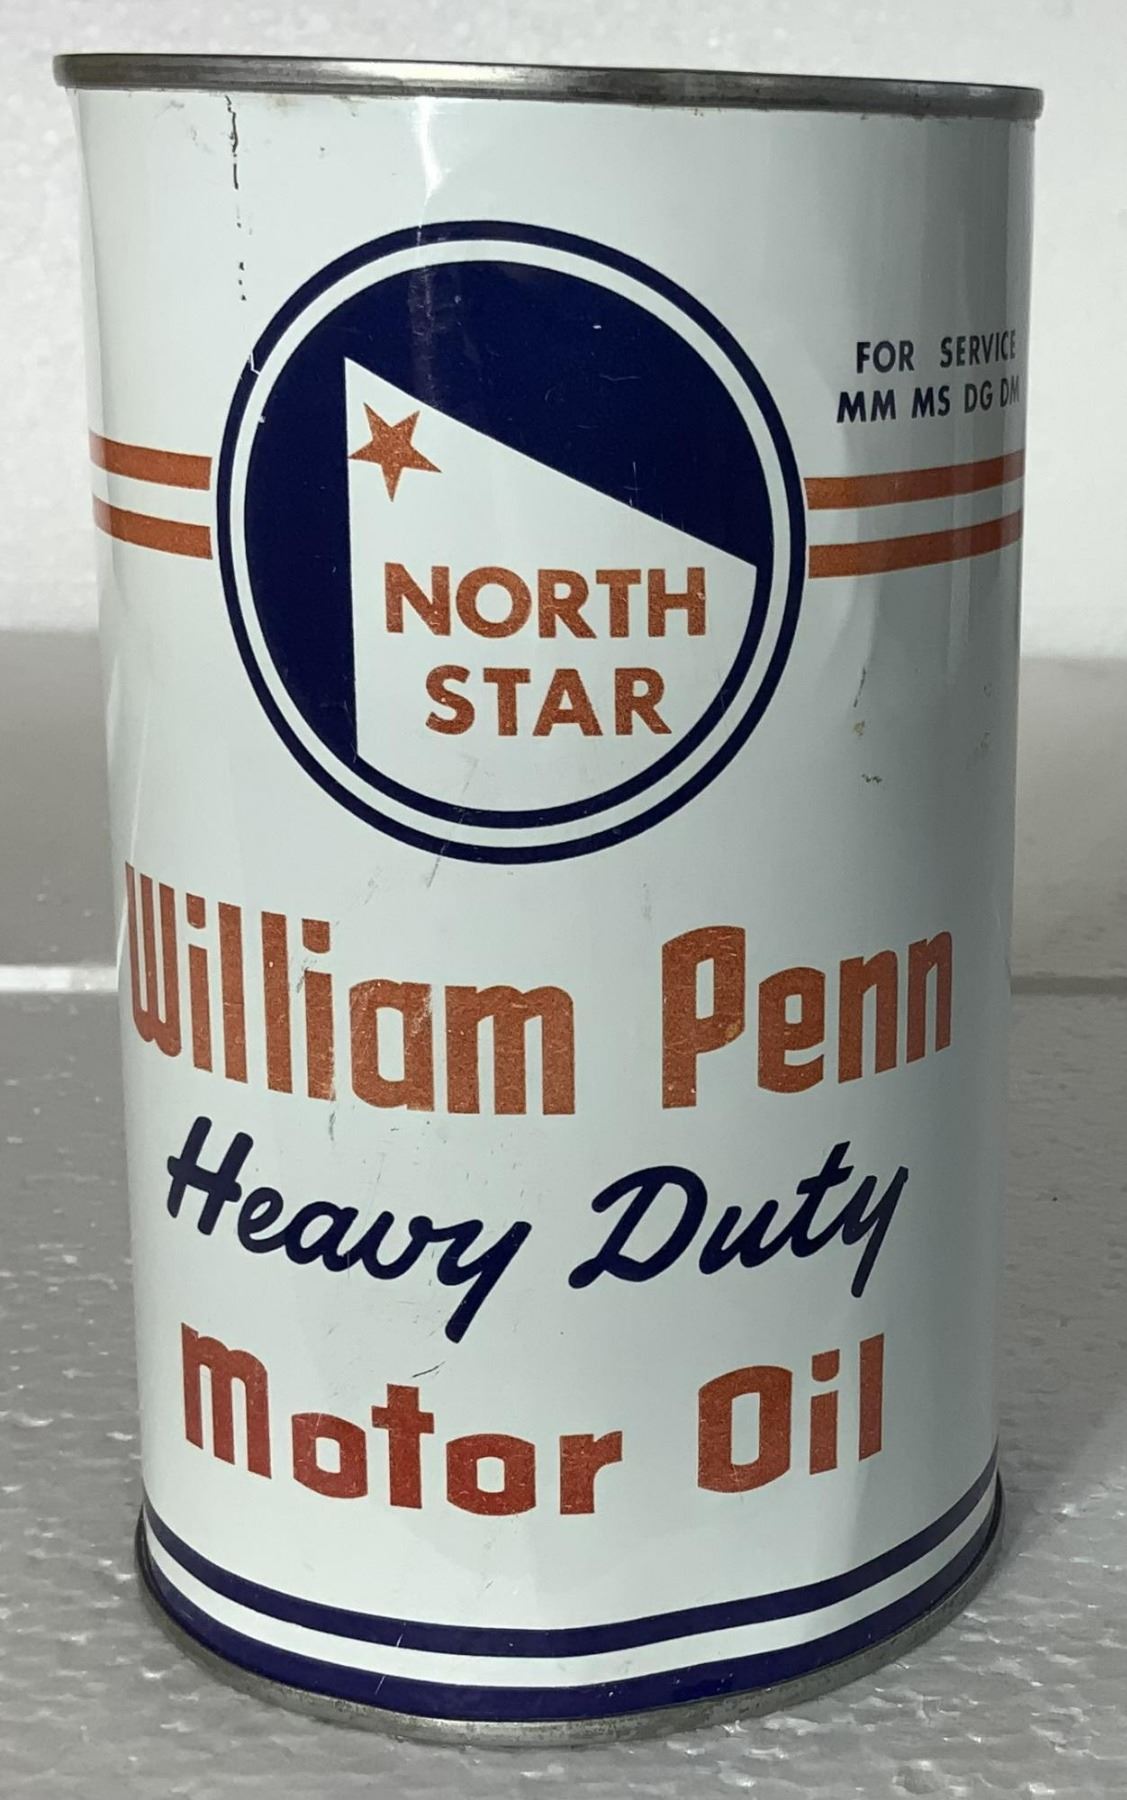 FOR SERVICE
MM MS DG DM
NORTH
STAR
William Penn
Heavy Duty
Motor Oil